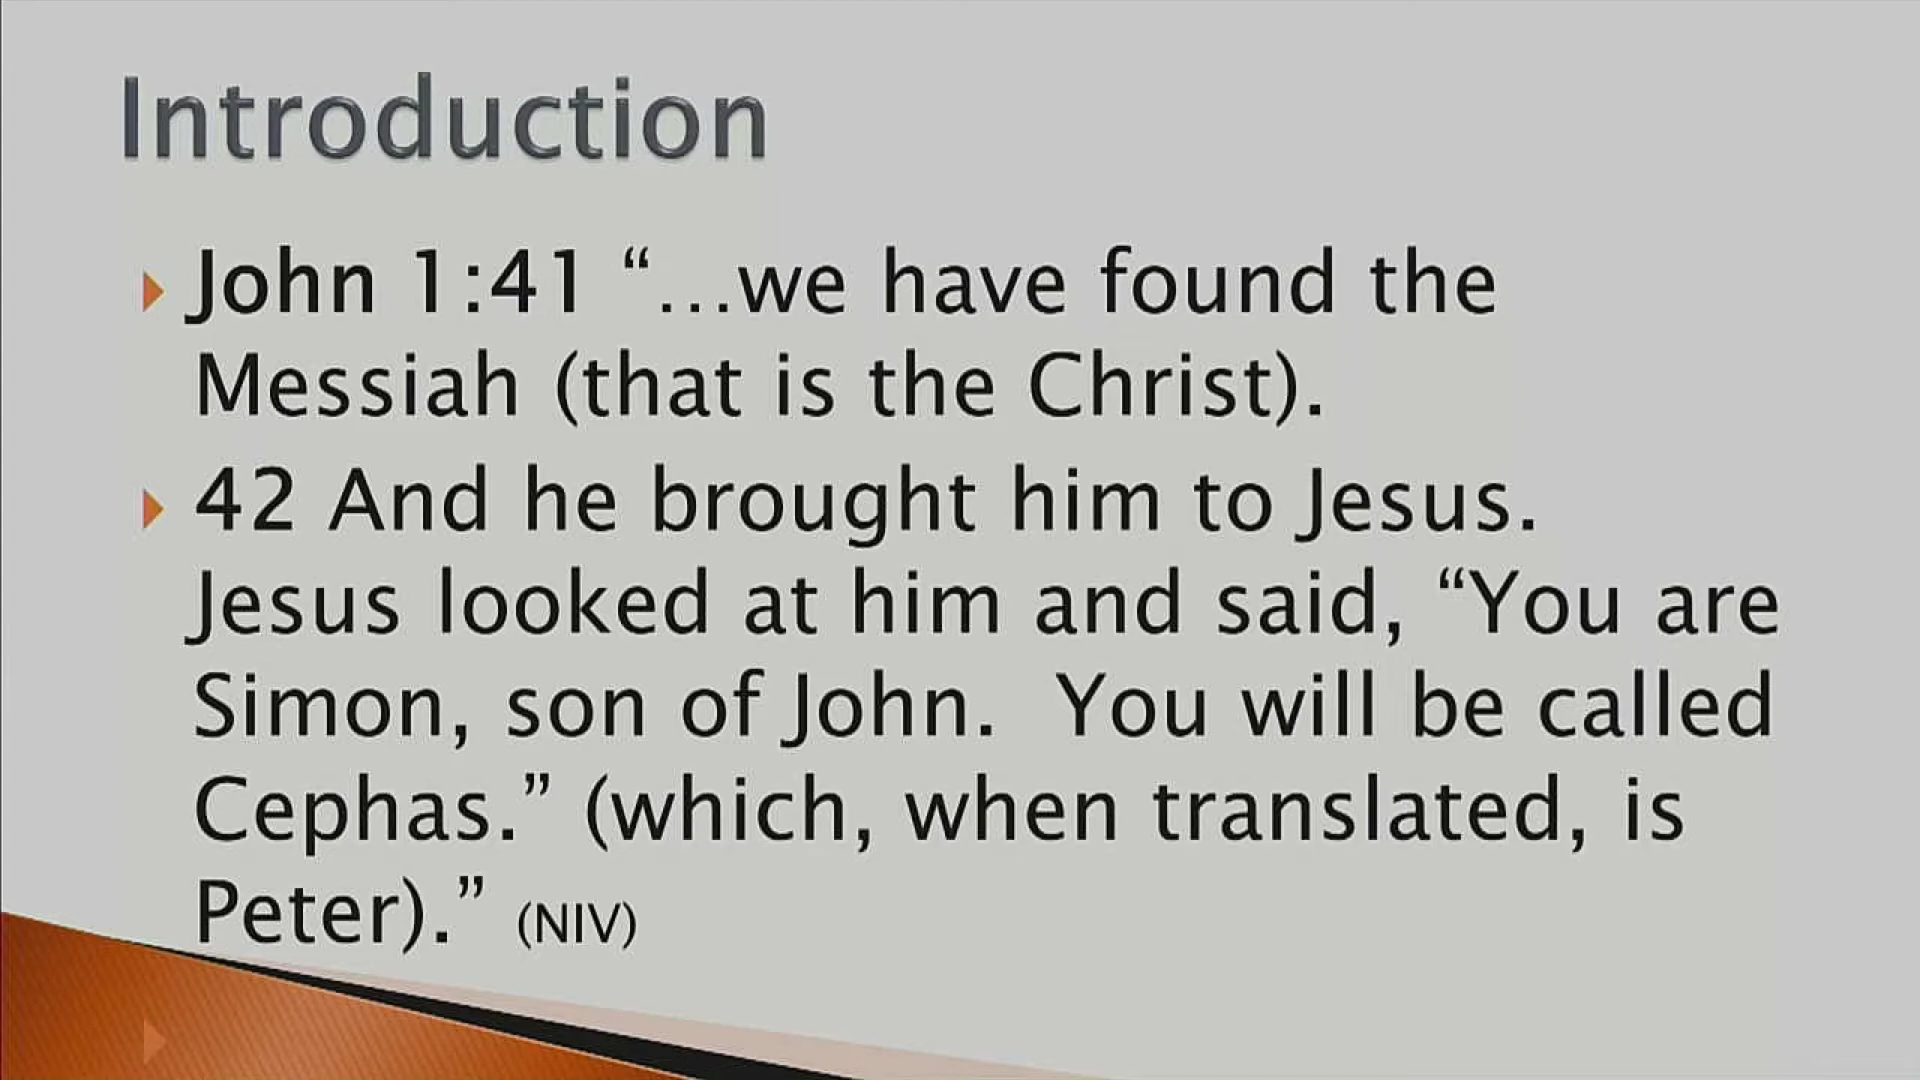 Introduction
John 1:41 “…we have found the
Messiah (that is the Christ).
42 And he brought him to Jesus.
Jesus looked at him and said, “You are
Simon, son of John.  You will be called
Cephas.” (which, when translated, is
Peter).” (NIV)